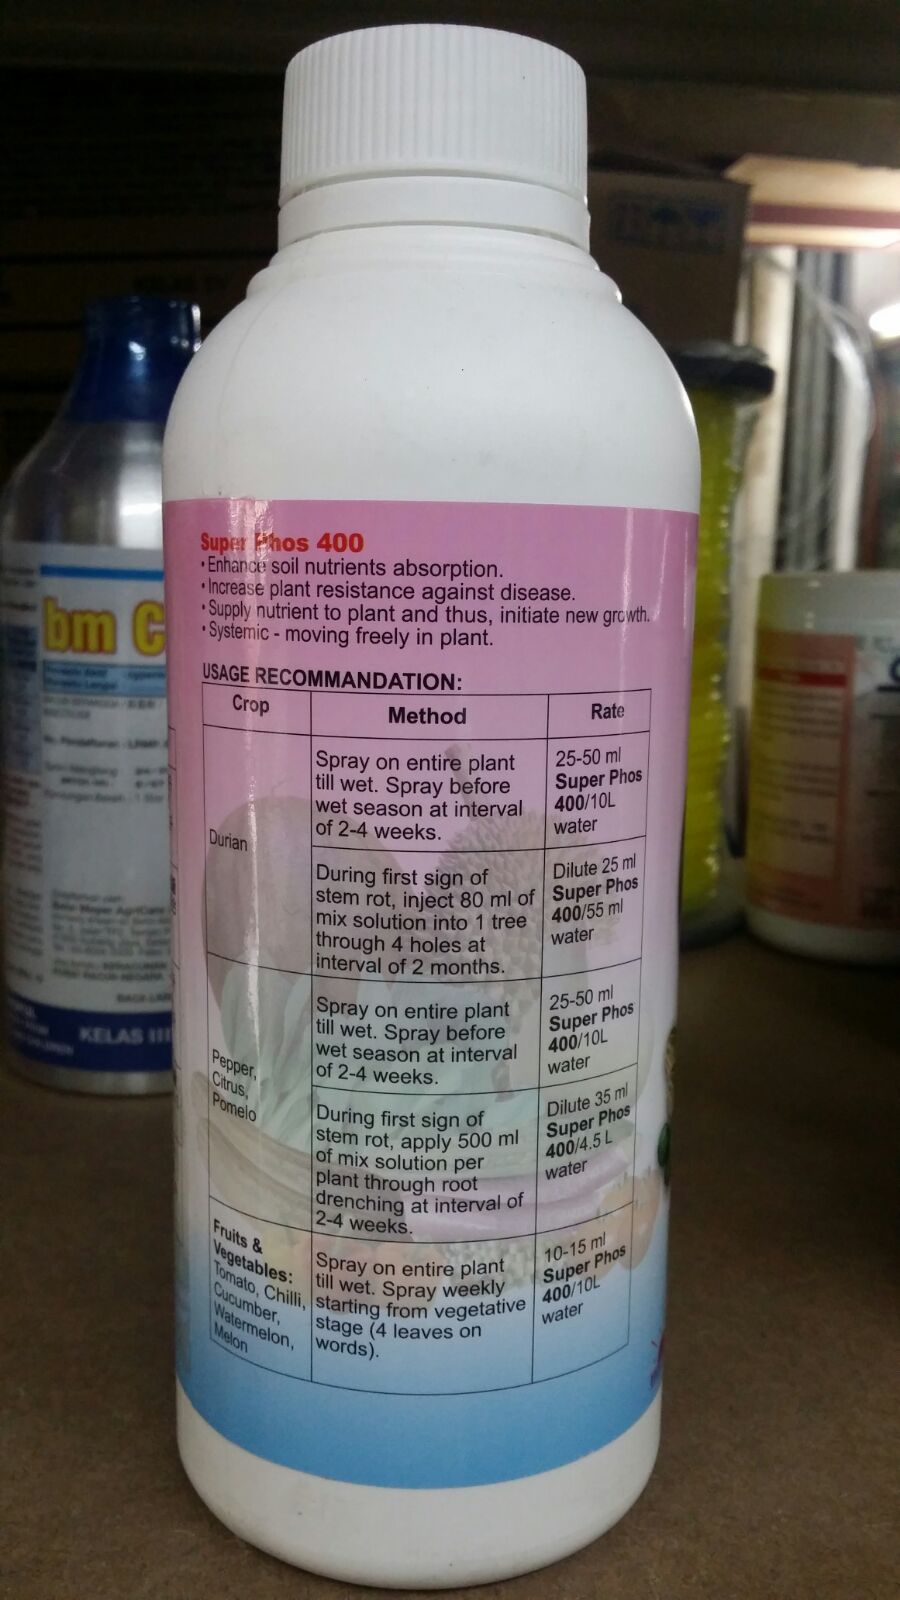 Super Phos 400
• Enhance soil nutrients absorption.
• Increase plant resistance against disease.
• Supply nutrient to plant and thus, initiate new growth.
• Systemic - moving freely in plant.
USAGE RECOMMANDATION:
Crop
Method
Rate
Durian
Spray on entire plant
till wet. Spray before
wet season at interval
of 2-4 weeks.
25-50 ml
Super Phos
400/10L
water
During first sign of
stem rot, inject 80 ml of
mix solution into 1 tree
through 4 holes at
interval of 2 months.
Dilute 25 ml
Super Phos
400/55 ml
water
Pepper,
Citrus,
Pomelo
Spray on entire plant
till wet. Spray before
wet season at interval
of 2-4 weeks.
25-50 ml
Super Phos
400/10L
water
During first sign of
stem rot, apply 500 ml
of mix solution per
plant through root
drenching at interval of
2-4 weeks.
Dilute 35 ml
Super Phos
400/4.5 L
water
Fruits &
Vegetables:
Tomato, Chilli,
Cucumber,
Watermelon,
Melon
Spray on entire plant
till wet. Spray weekly
starting from vegetative
stage (4 leaves on
words).
10-15 ml
Super Phos
400/10L
water
bm C
KELAS III